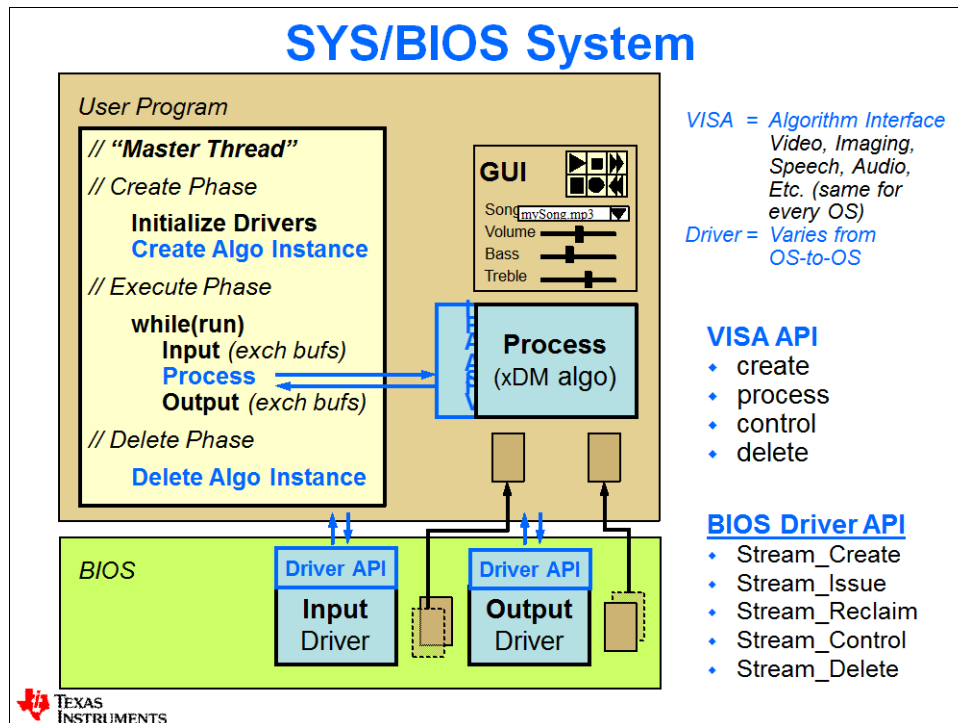 SYS/BIOS System
User Program
// “Master Thread”
// Create Phase
Initialize Drivers
Create Algo Instance
// Execute Phase
while(run)
Input (exch bufs)
Process
Output (exch bufs)
// Delete Phase
Delete Algo Instance
GUI
Song
mySong.mp3
Volume
Bass
Treble
Process
(xDM algo)
VISA = Algorithm Interface
Video, Imaging,
Speech, Audio,
Etc. (same for
every OS)
Driver = Varies from
OS-to-OS
VISA API
• create
• process
• control
• delete
BIOS
Driver API
Input
Driver
Driver API
Output
Driver
BIOS Driver API
• Stream_Create
• Stream_Issue
• Stream_Reclaim
• Stream_Control
• Stream_Delete
TEXAS
INSTRUMENTS